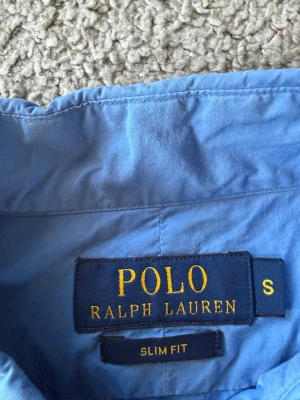 POLO
RALPH LAUREN
S
SLIM FIT